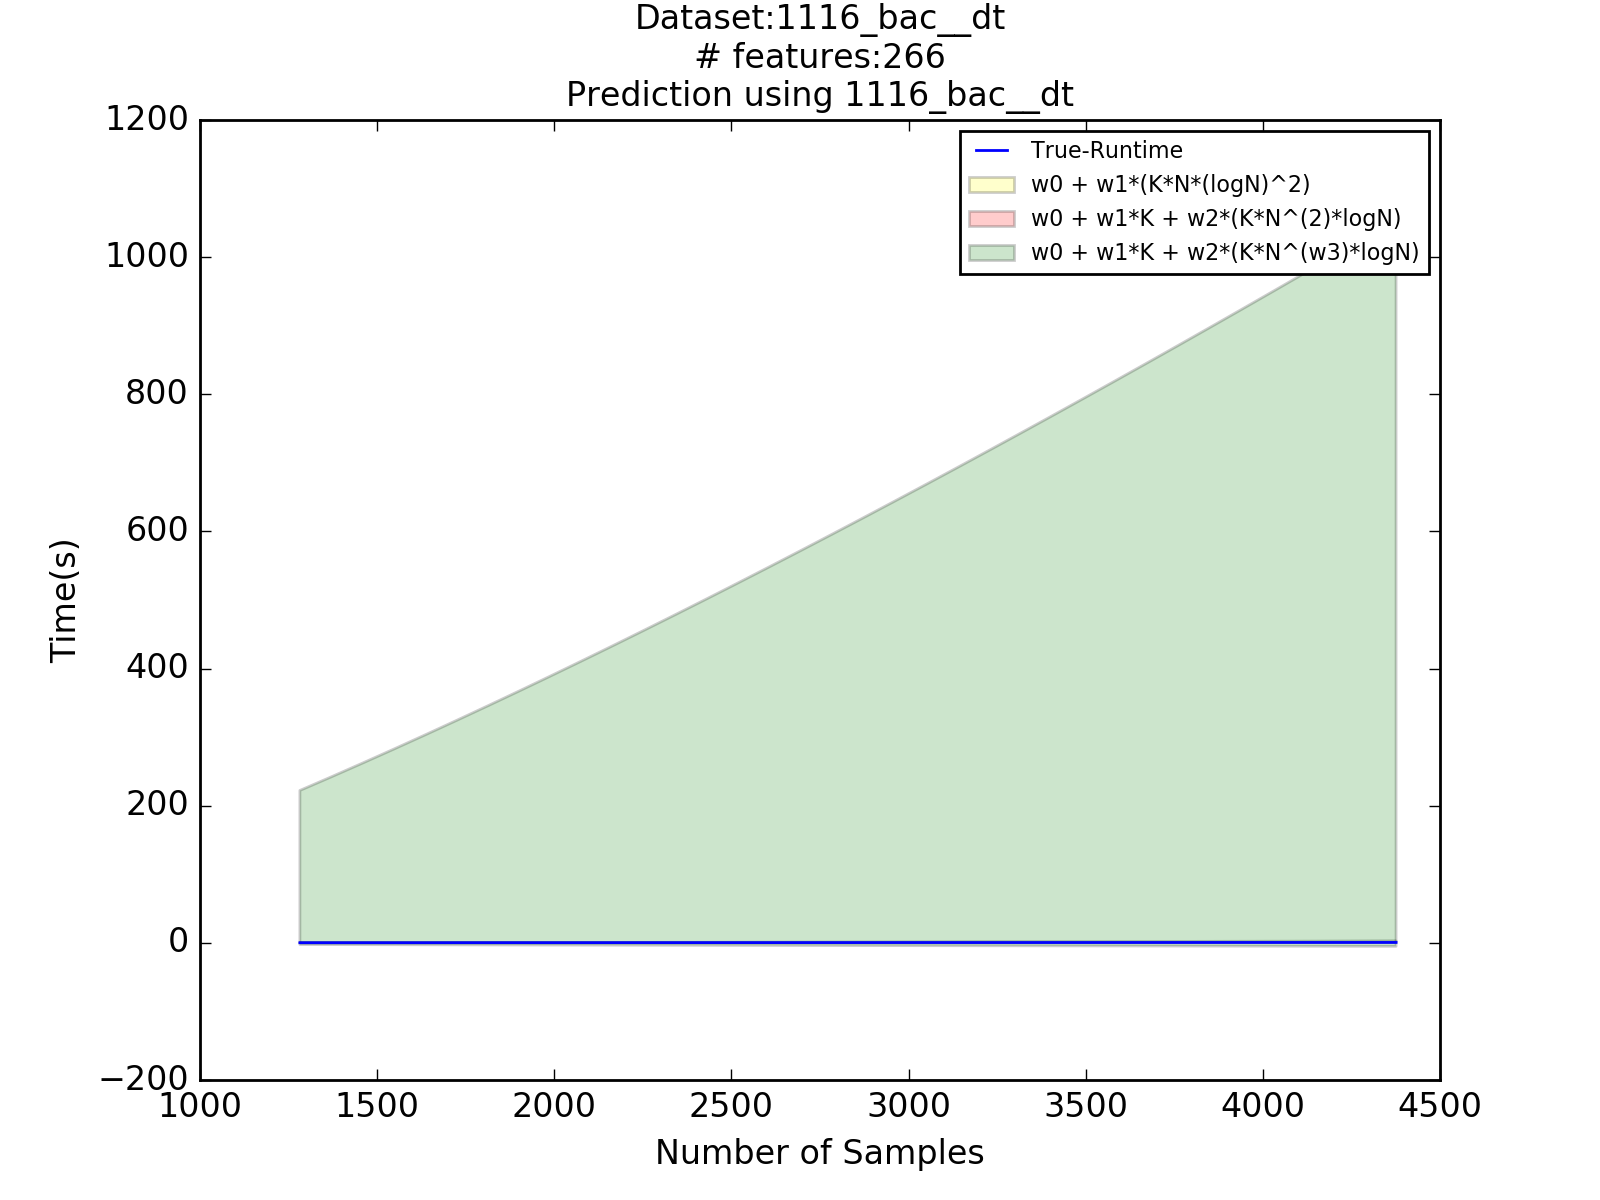 Dataset:1116_bac__dt
# features:266
Prediction using 1116_bac__dt
True-Runtime
w0 + w1*(K*N*(logN)^2)
w0 + w1*K + w2*(K*N^(2)*logN)
w0 + w1*K + w2*(K*N^(w3)*logN)
1200
1000
800
600
400
200
0
−200
Time(s)
1000 1500 2000 2500 3000 3500 4000 4500
Number of Samples